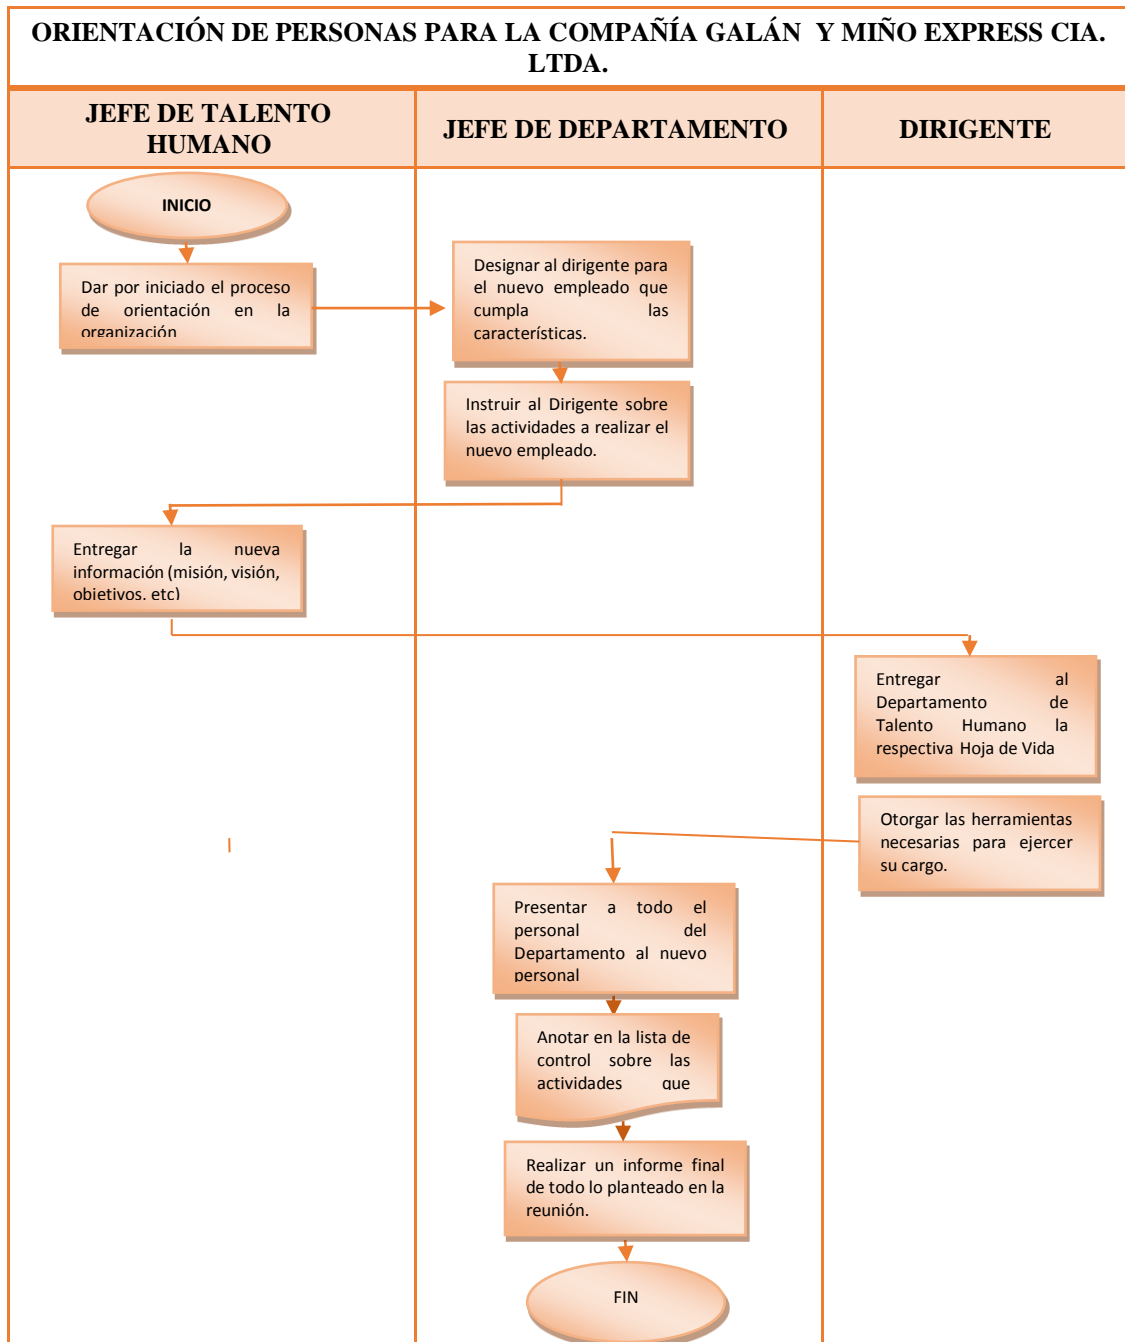 ORIENTACIÓN DE PERSONAS PARA LA COMPAÑÍA GALÁN Y MIÑO EXPRESS CIA.
LTDA.
JEFE DE TALENTO
HUMANO
JEFE DE DEPARTAMENTO
DIRIGENTE
INICIO
Dar por iniciado el proceso
de orientación en la
organización
Designar al dirigente para
el nuevo empleado que
cumpla las
características.
Instruir al Dirigente sobre
las actividades a realizar el
nuevo empleado.
Entregar la nueva
información (misión, visión,
objetivos, etc)
Entregar al
Departamento de
Talento Humano la
respectiva Hoja de Vida
Otorgar las herramientas
necesarias para ejercer
su cargo.
Presentar a todo el
personal del
Departamento al nuevo
personal
Anotar en la lista de
control sobre las
actividades que
Realizar un informe final
de todo lo planteado en la
reunión.
FIN